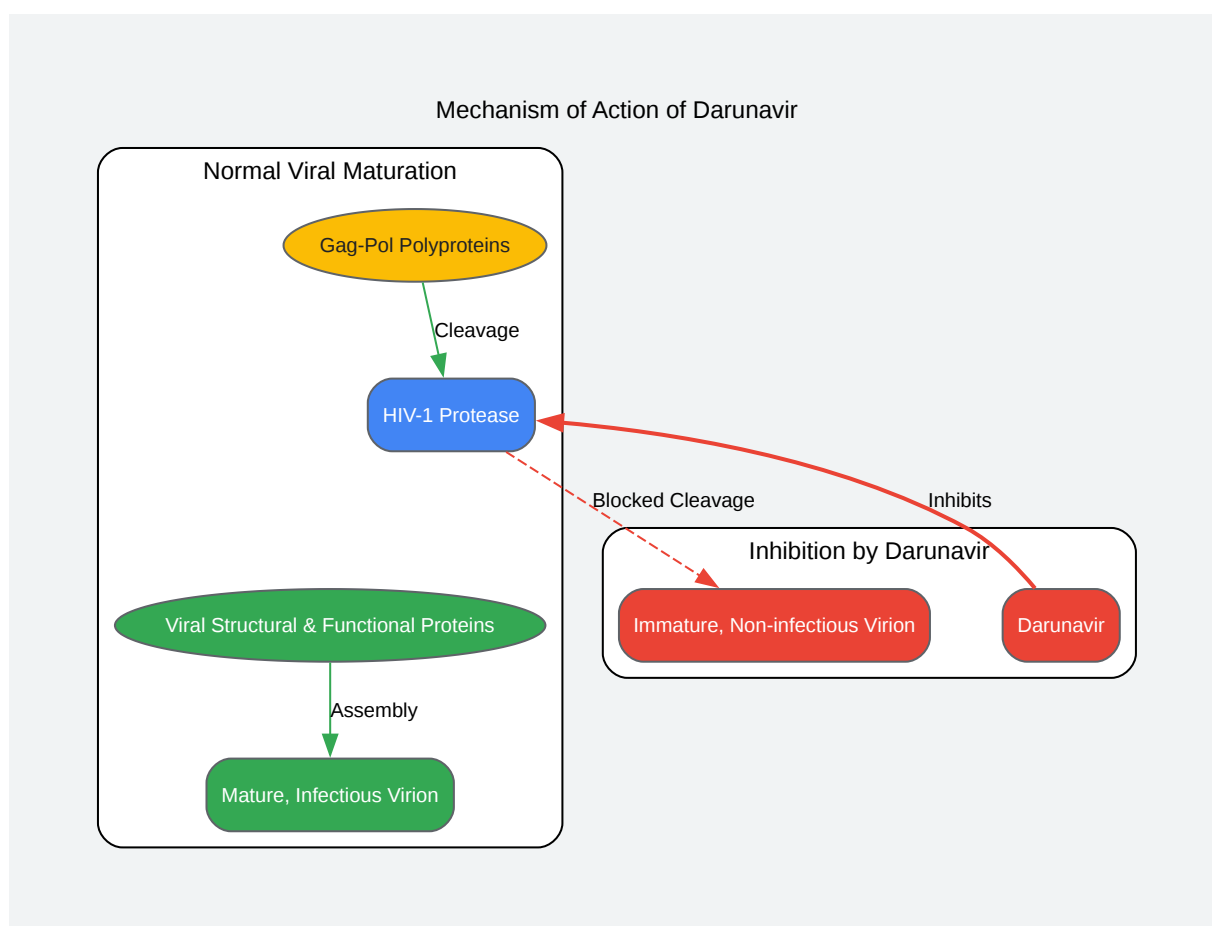 Mechanism of Action of Darunavir
Normal Viral Maturation
Gag-Pol Polyproteins
Cleavage
HIV-1 Protease
Blocked Cleavage
Inhibits
Inhibition by Darunavir
Viral Structural & Functional Proteins
Immature, Non-infectious Virion
Darunavir
Assembly
Mature, Infectious Virion